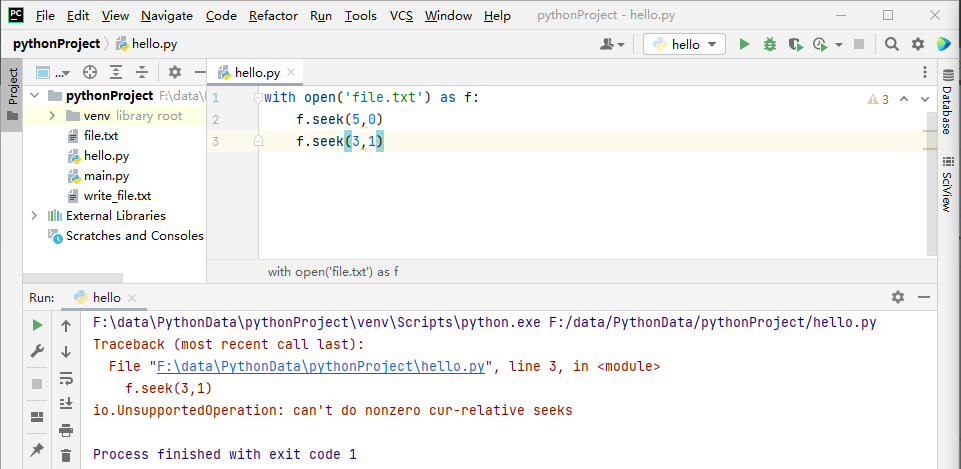 PC File Edit View Navigate Code Refactor Run Tools VCS Window Help pythonProject - hello.py
pythonProject hello.py hello
Project
... hello.py
pythonProject F:\data\
venv library root
file.txt
hello.py
main.py
write_file.txt
External Libraries
Scratches and Consoles
1 with open('file.txt') as f:
2 f.seek(5,0)
3 f.seek(3,1)
3
with open('file.txt') as f
Database
SciView
Run: hello
F:\data\PythonData\pythonProject\venv\Scripts\python.exe F:/data/PythonData/pythonProject/hello.py
Traceback (most recent call last):
File "F:\data\PythonData\pythonProject\hello.py", line 3, in <module>
f.seek(3,1)
io.UnsupportedOperation: can't do nonzero cur-relative seeks
Process finished with exit code 1